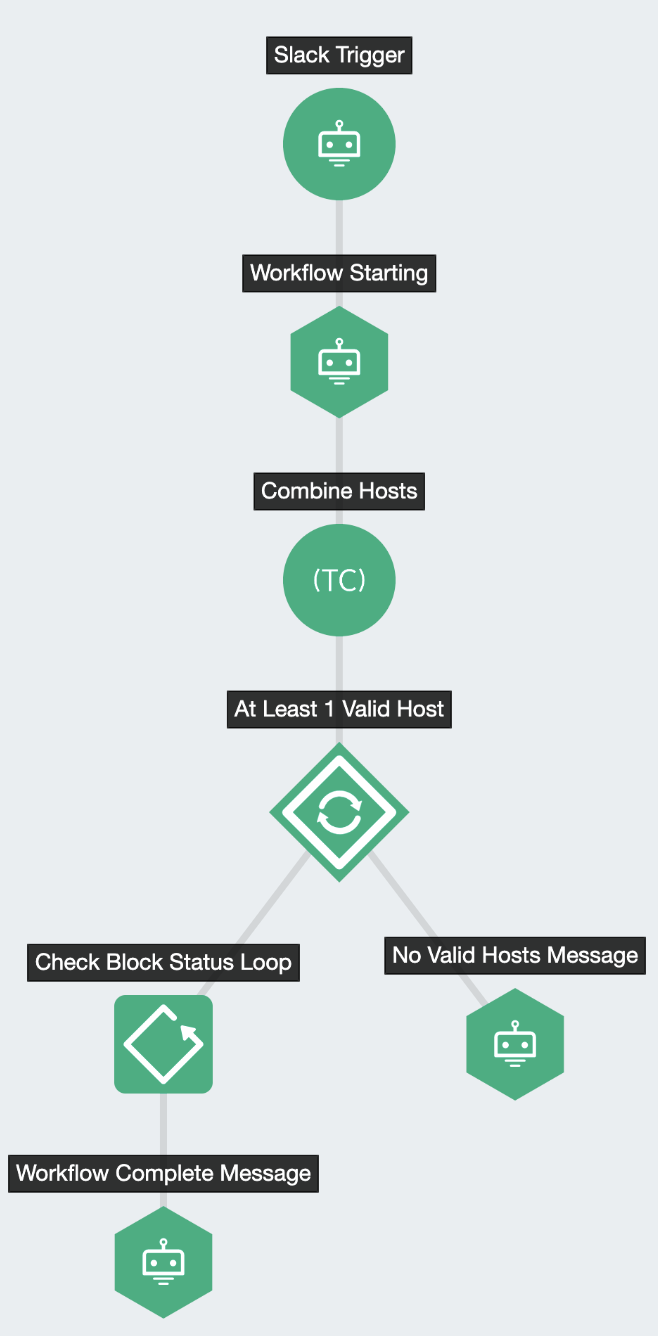 Slack Trigger
Workflow Starting
Combine Hosts
(TC)
At Least 1 Valid Host
Check Block Status Loop
No Valid Hosts Message
Workflow Complete Message